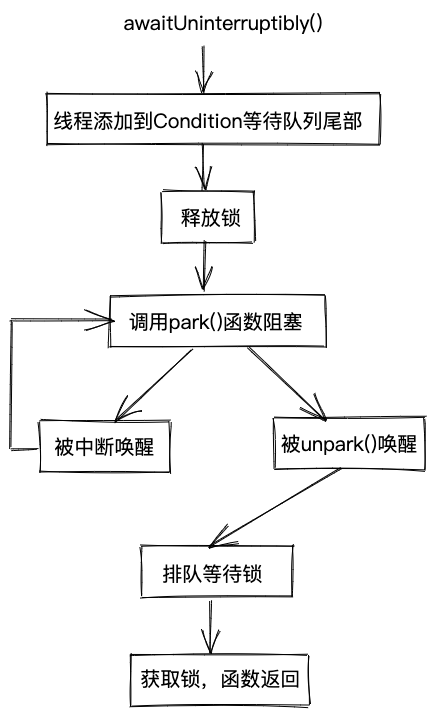 awaitUninterruptibly()
线程添加到Condition等待队列尾部
释放锁
调用park()函数阻塞
被中断唤醒
被unpark()唤醒
排队等待锁
获取锁，函数返回